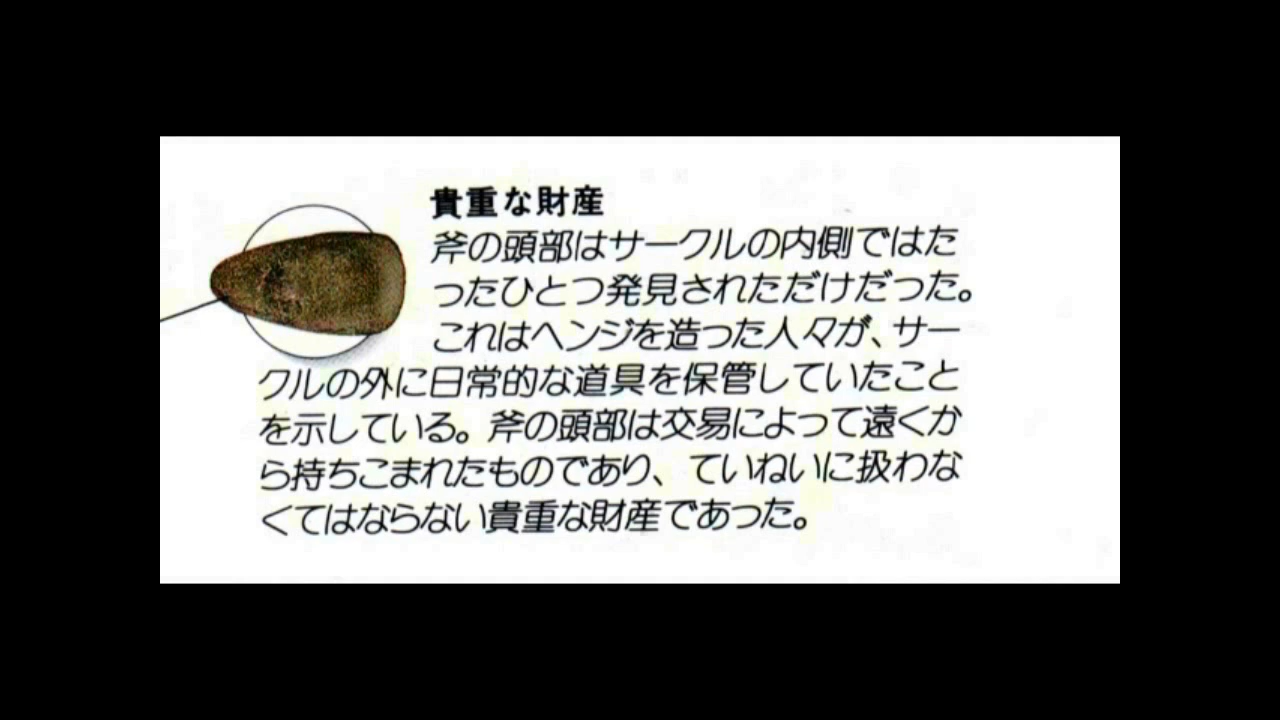 貴重な財産
斧の頭部はサークルの内側ではた
ったひとつ発見されただけだった。
これはヘンジを造った人々が、サー
クルの外に日常的な道具を保管していたこと
を示している。斧の頭部は交易によって遠くか
ら持ちこまれたものであり、ていねいに扱わな
くてはならない貴重な財産であった。